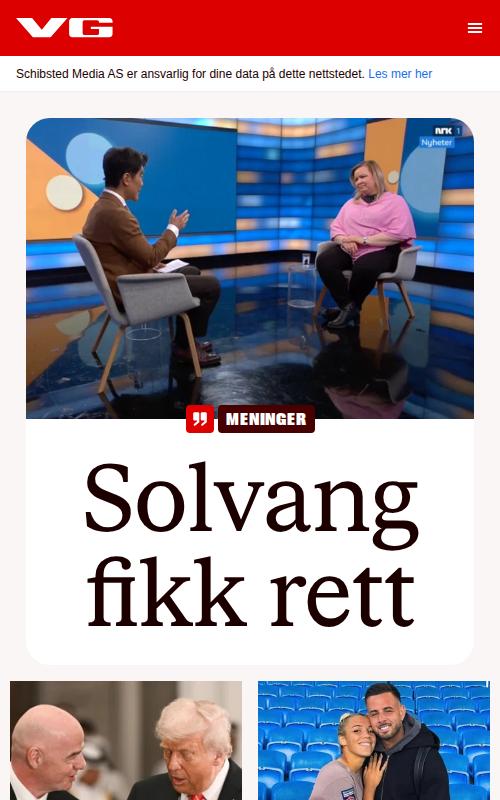 VG
Schibsted Media AS er ansvarlig for dine data på dette nettstedet. Les mer her
NRK 1
Nyheter
MENINGER
Solvang
fikk rett